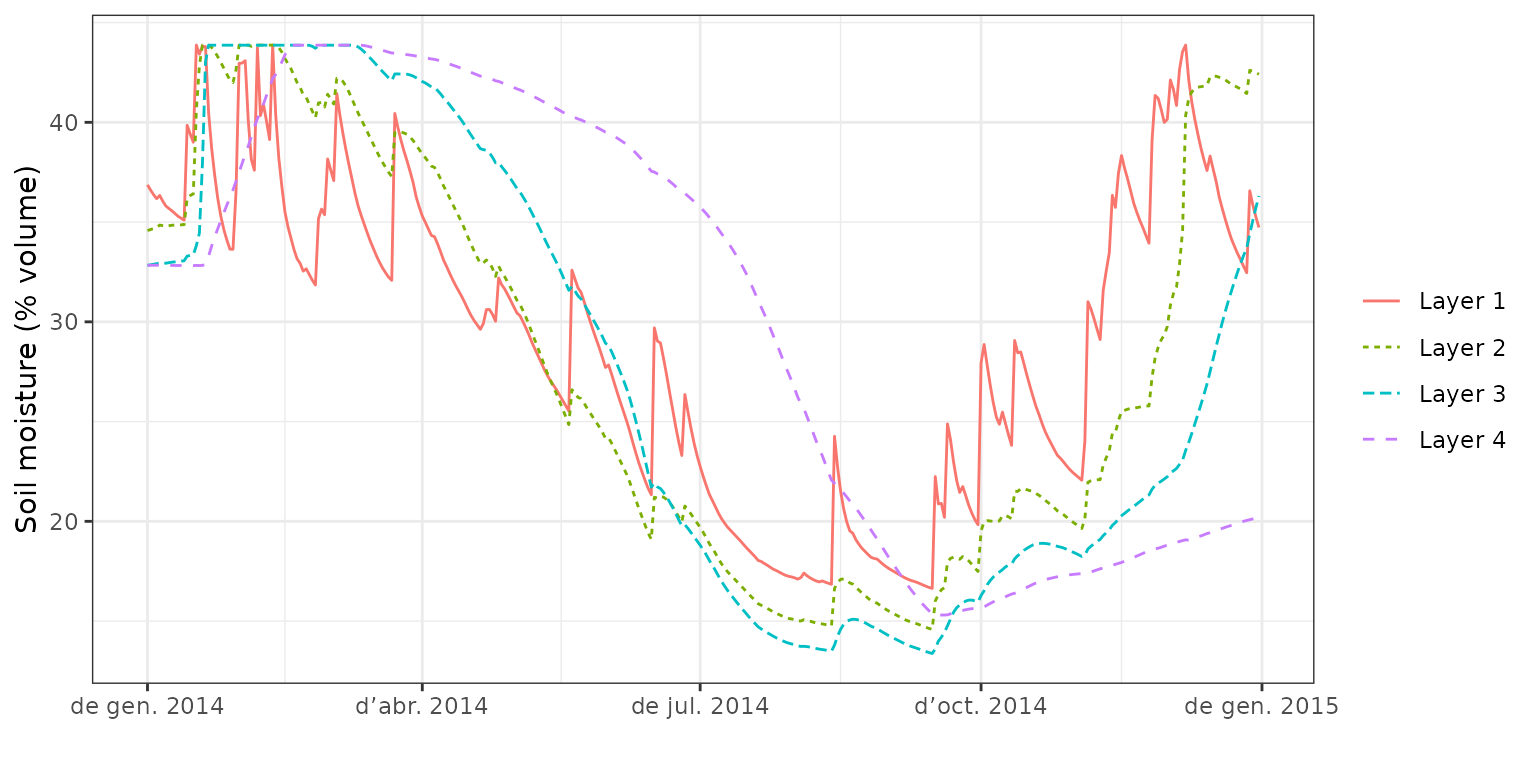 Soil moisture (% volume)
40
30
20
de gen. 2014
d’abr. 2014
de jul. 2014
d’oct. 2014
de gen. 2015
Layer 1
Layer 2
Layer 3
Layer 4